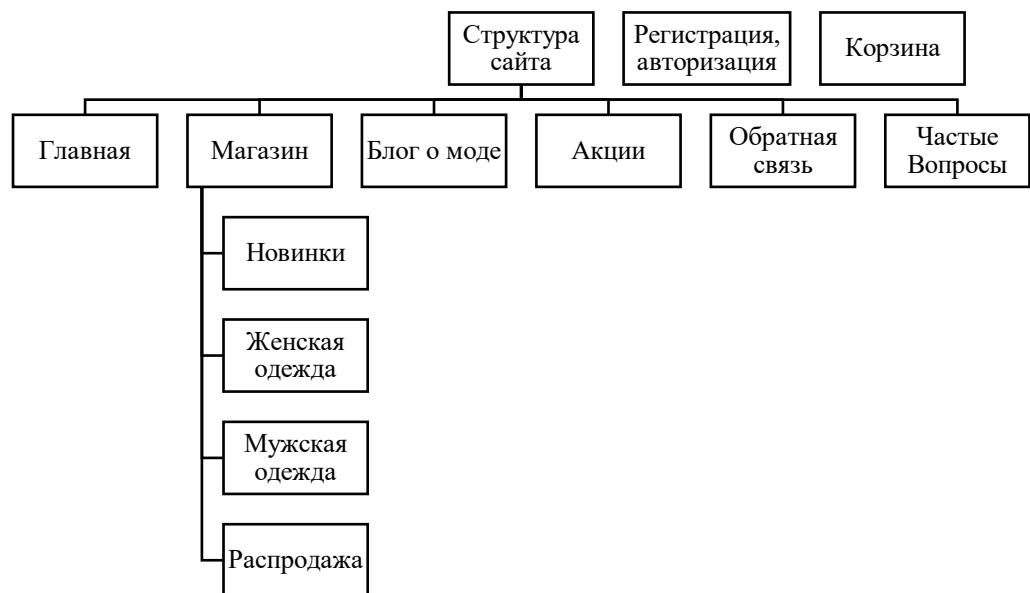 Структура
сайта
Регистрация,
авторизация
Корзина
Главная
Магазин
Блог о моде
Акции
Обратная
связь
Частые
Вопросы
Новинки
Женская
одежда
Мужская
одежда
Распродажа